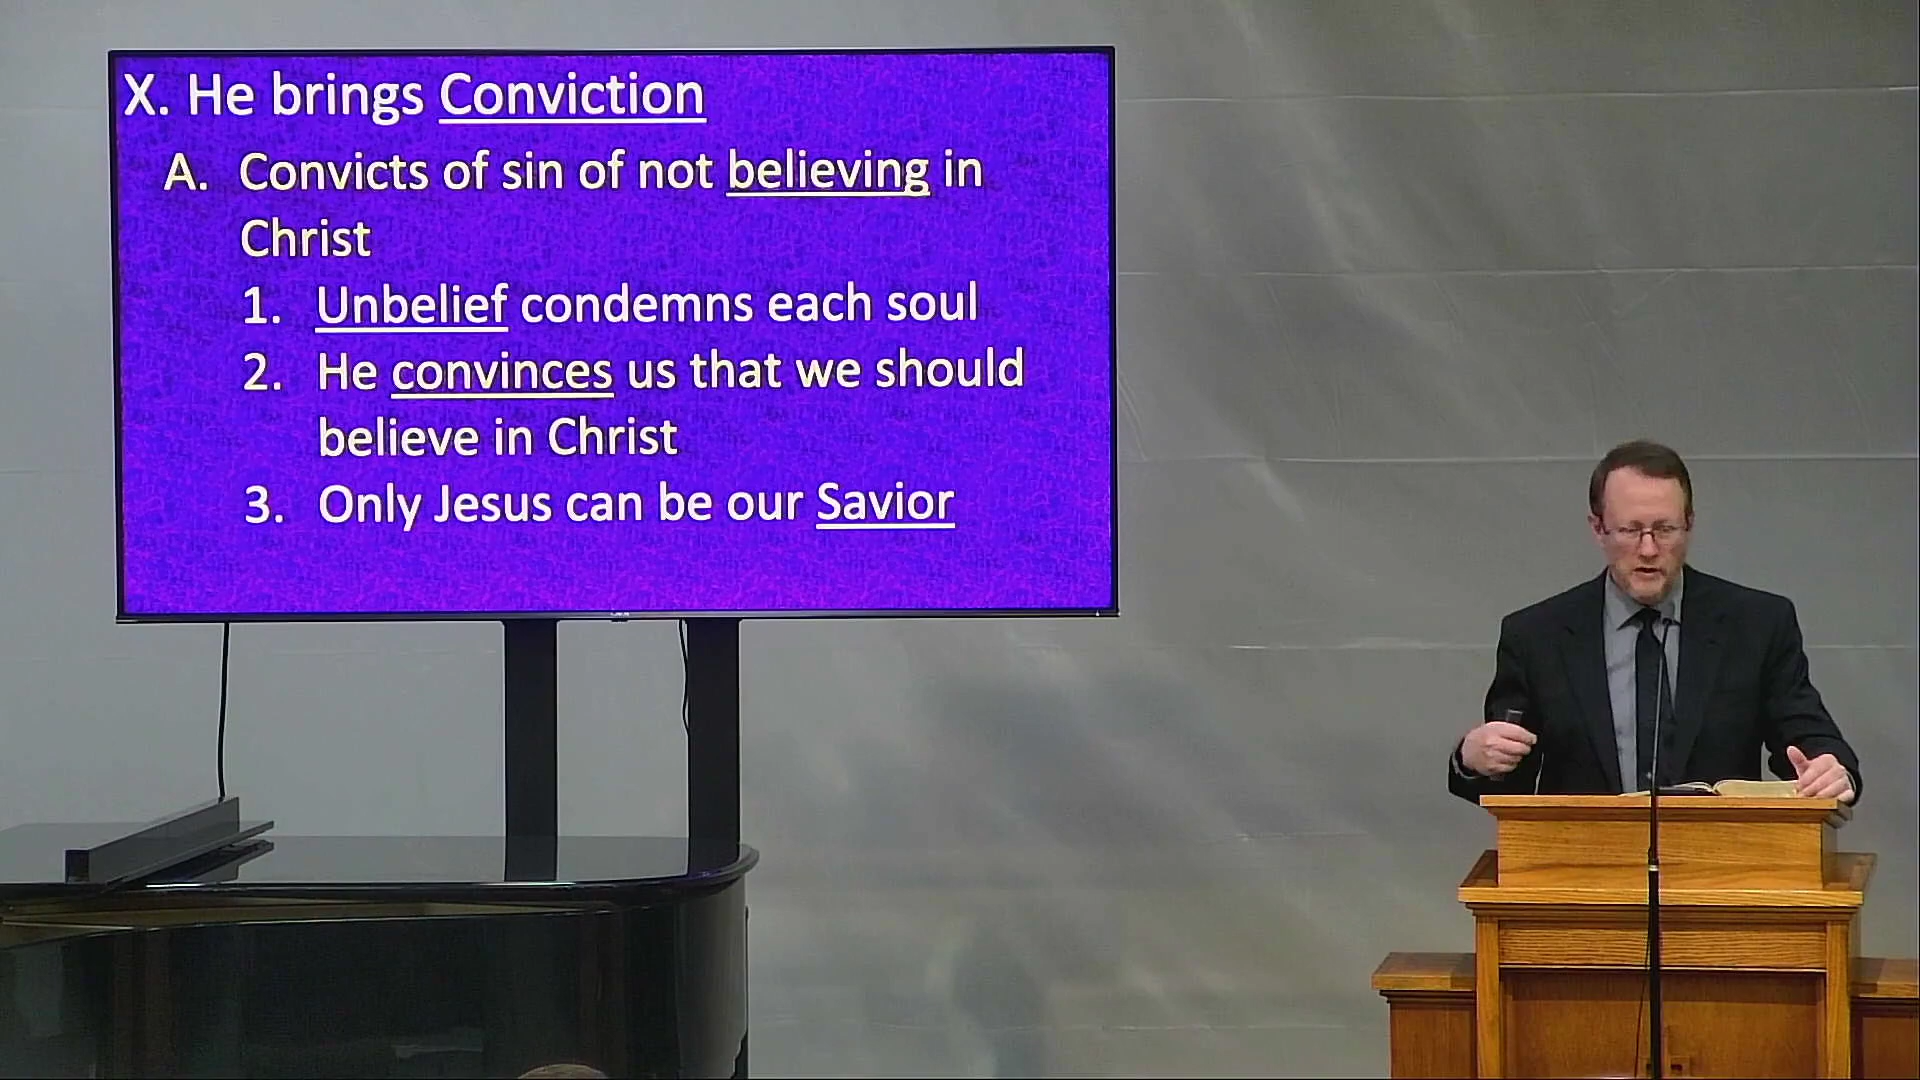 X. He brings Conviction
A. Convicts of sin of not believing in
Christ
1. Unbelief condemns each soul
2. He convinces us that we should
believe in Christ
3. Only Jesus can be our Savior